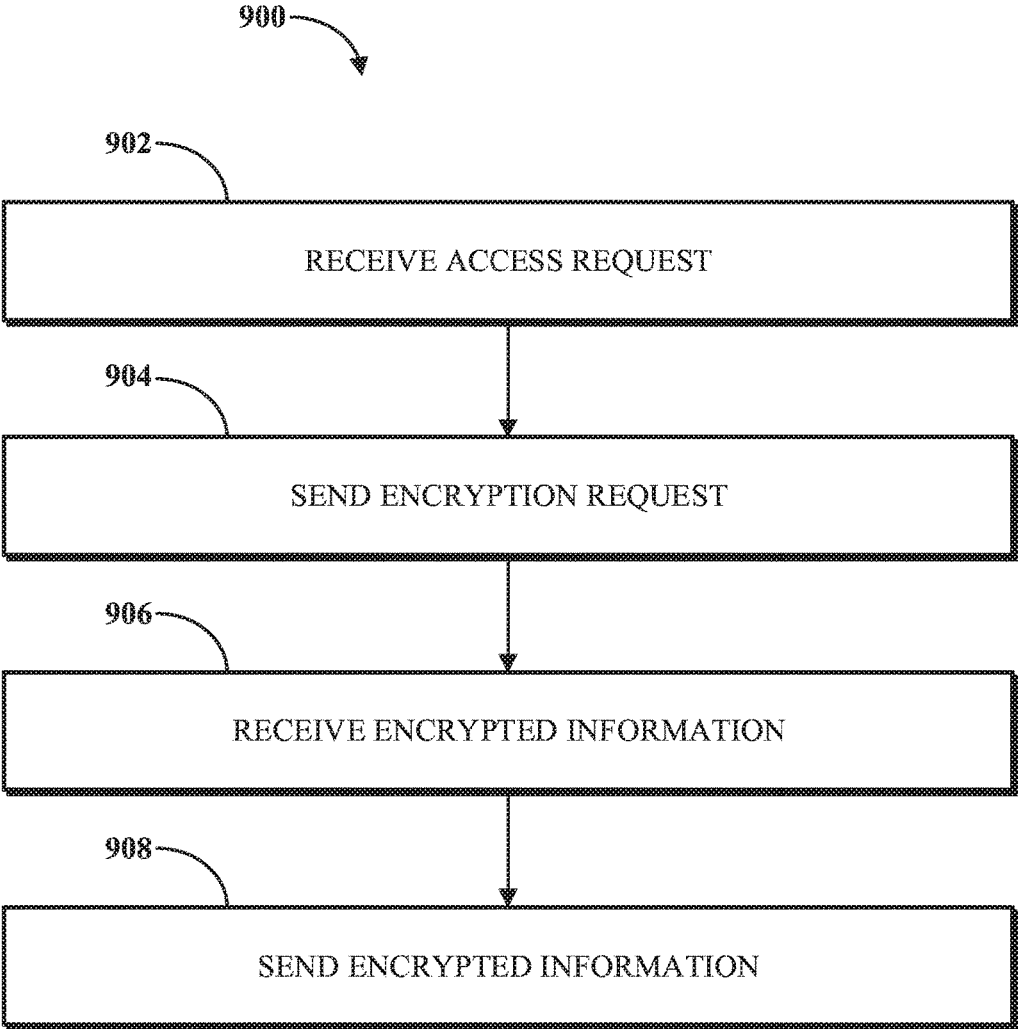 900
902
RECEIVE ACCESS REQUEST
904
SEND ENCRYPTION REQUEST
906
RECEIVE ENCRYPTED INFORMATION
908
SEND ENCRYPTED INFORMATION